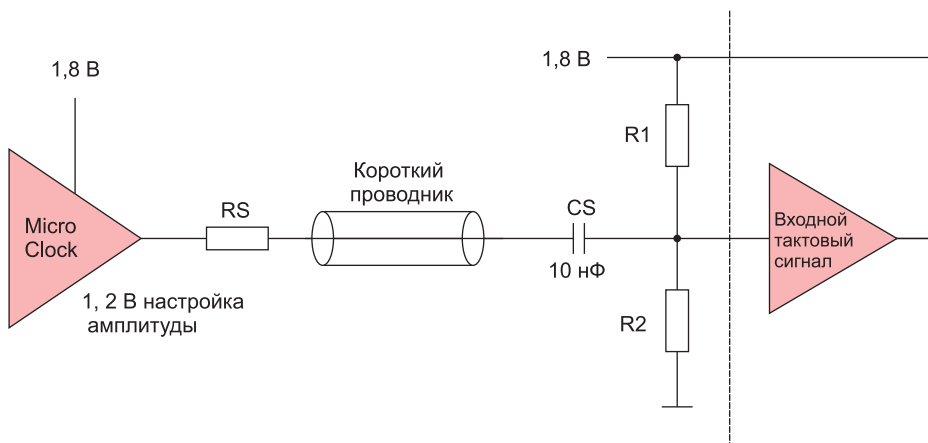 1,8 В
1,8 В
R1
Короткий
проводник
RS
CS
Micro
Clock
Входной
тактовый
сигнал
10 нФ
1, 2 В настройка
амплитуды
R2